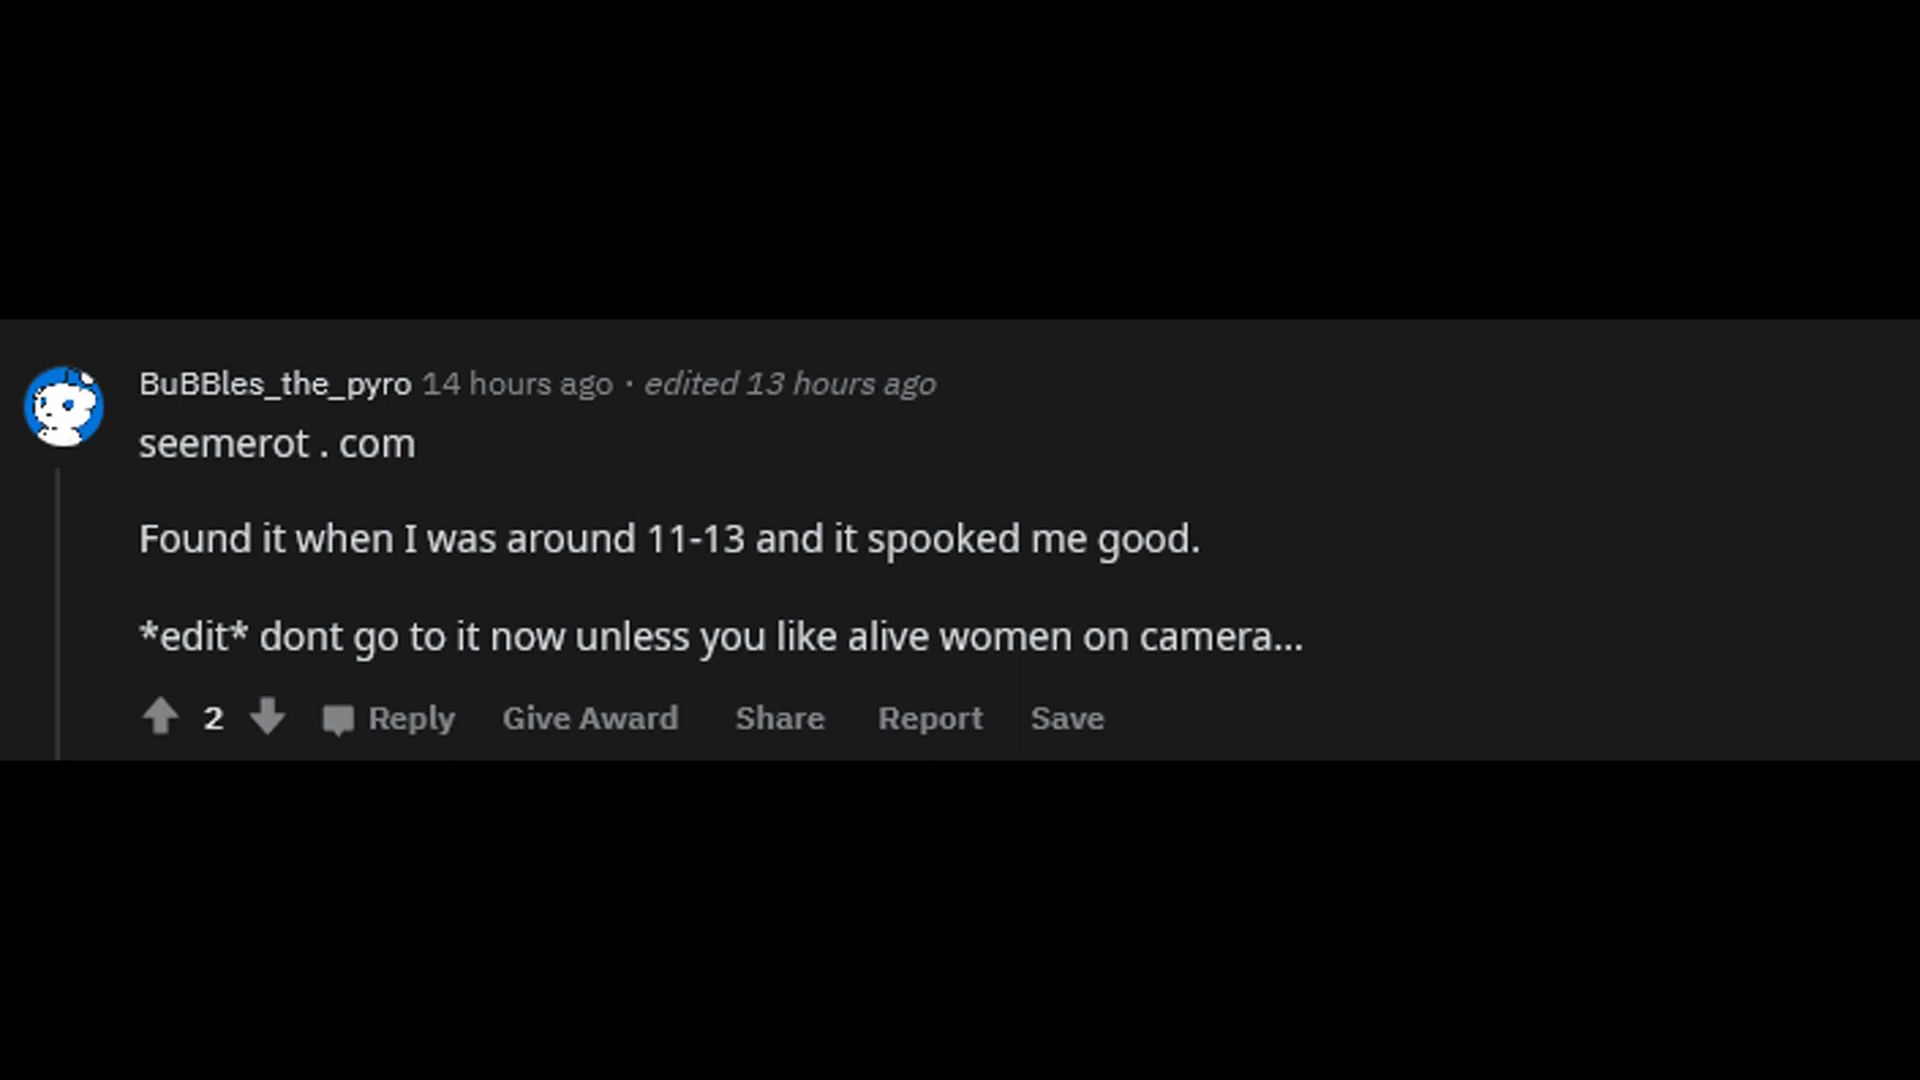 BuBBles_the_pyro 14 hours ago · edited 13 hours ago
seemerot . com
Found it when I was around 11-13 and it spooked me good.
*edit* dont go to it now unless you like alive women on camera...
2 Reply Give Award Share Report Save